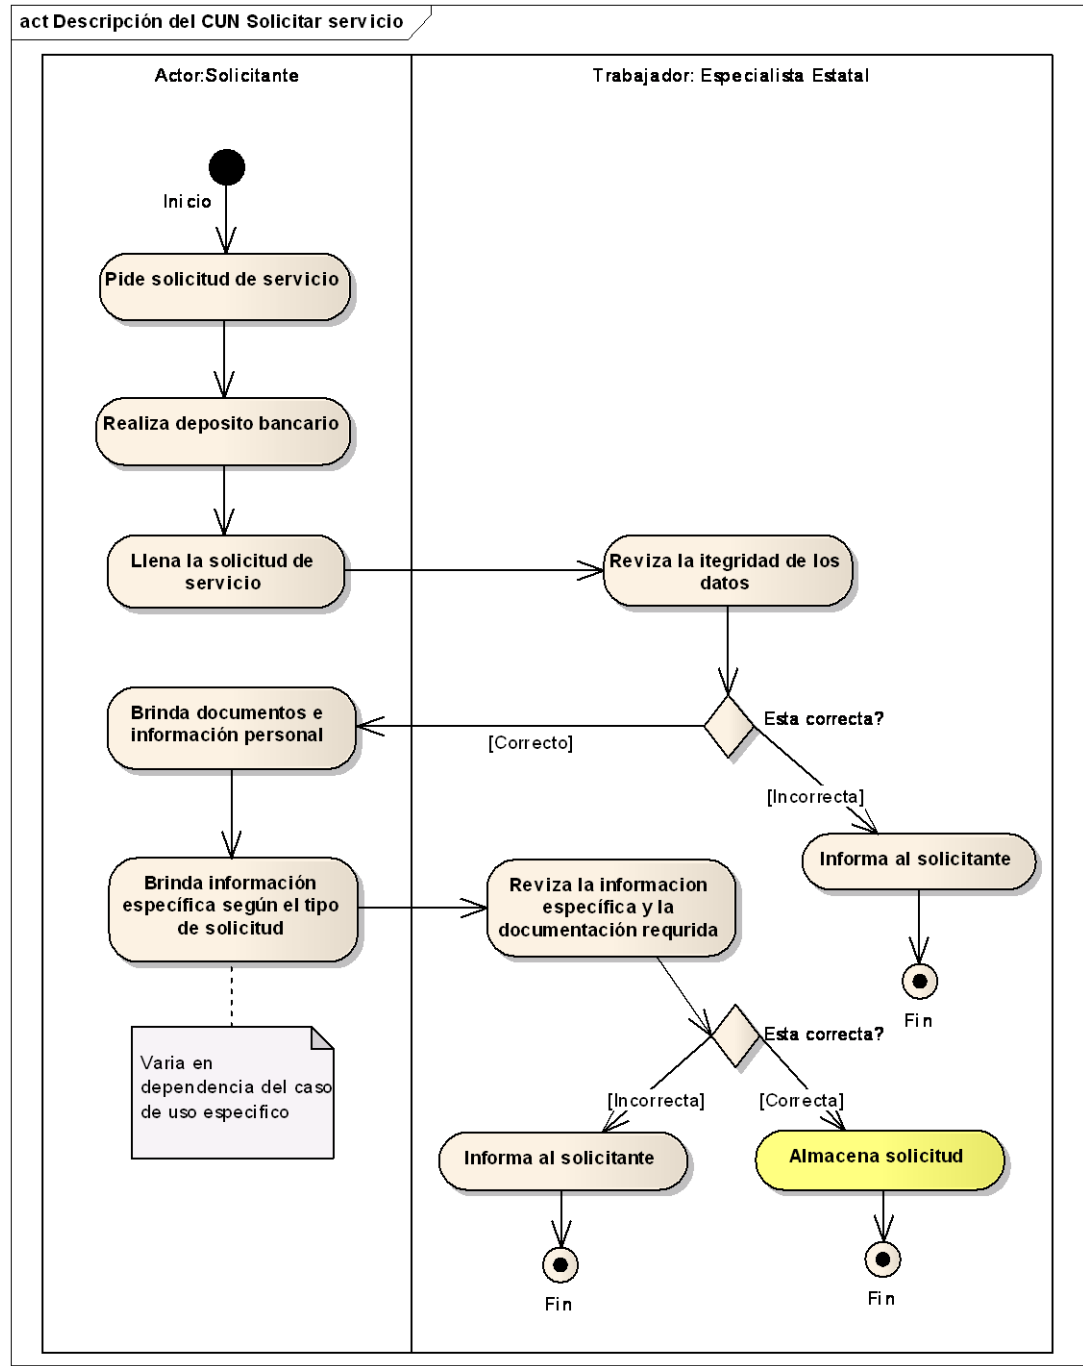 act Descripción del CUN Solicitar servicio
Actor:Solicitante
Trabajador: Especialista Estatal
Inicio
Pide solicitud de servicio
Realiza deposito bancario
Llena la solicitud de
servicio
Reviza la itegridad de los
datos
Brinda documentos e
información personal
[Correcto]
Esta correcta?
[Incorrecta]
Informa al solicitante
Fin
Brinda información
específica según el tipo
de solicitud
Reviza la informacion
específica y la
documentación requrida
Varia en
dependencia del caso
de uso especifico
Esta correcta?
[Incorrecta]
[Correcta]
Informa al solicitante
Almacena solicitud
Fin
Fin